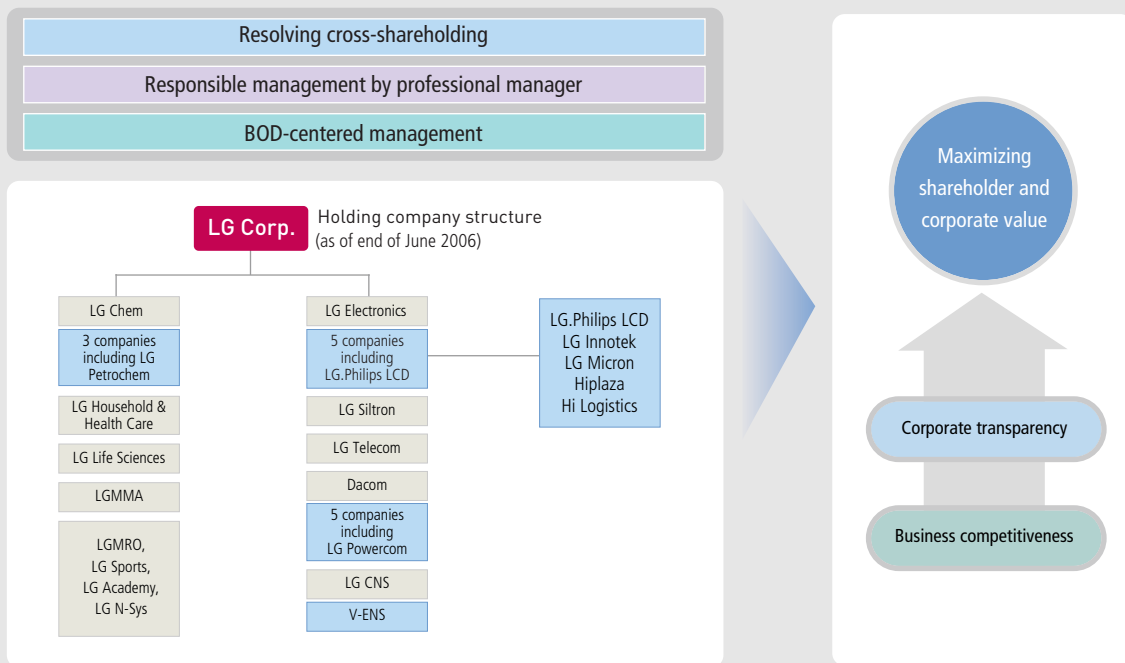 Resolving cross-shareholding
Responsible management by professional manager
BOD-centered management
LG Corp.
Holding company structure
(as of end of June 2006)
LG Chem
3 companies
including LG
Petrochem
LG Household &
Health Care
LG Life Sciences
LGMMA
LGMRO,
LG Sports,
LG Academy,
LG N-Sys
LG Electronics
5 companies
including
LG.Philips LCD
LG Siltron
LG Telecom
Dacom
5 companies
including
LG Powercom
LG CNS
V-ENS
LG.Philips LCD
LG Innotek
LG Micron
Hiplaza
Hi Logistics
Maximizing
shareholder and
corporate value
Corporate transparency
Business competitiveness